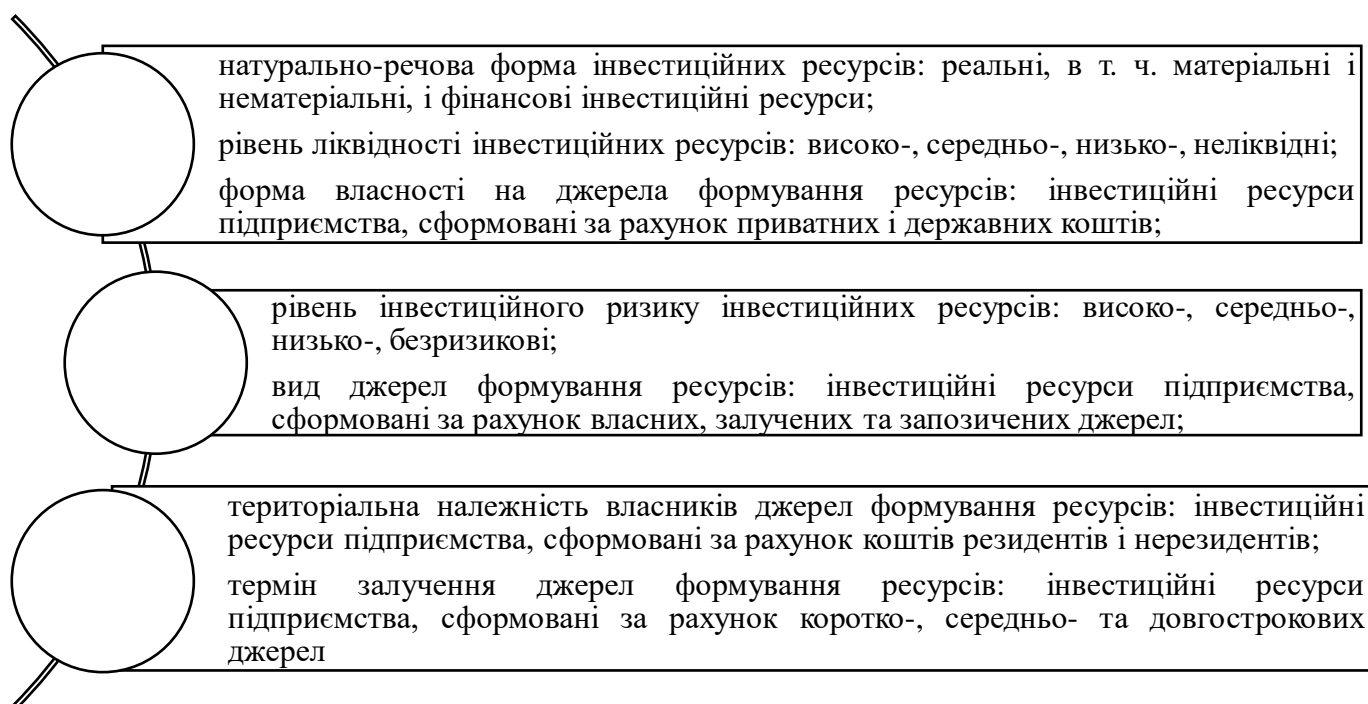 натурально-речова форма інвестиційних ресурсів: реальні, в т. ч. матеріальні і
нематеріальні, і фінансові інвестиційні ресурси;
рівень ліквідності інвестиційних ресурсів: високо-, середньо-, низько-, неліквідні;
форма власності на джерела формування ресурсів: інвестиційні ресурси
підприємства, сформовані за рахунок приватних і державних коштів;
рівень інвестиційного ризику інвестиційних ресурсів: високо-, середньо-,
низько-, безризикові;
вид джерел формування ресурсів: інвестиційні ресурси підприємства,
сформовані за рахунок власних, залучених та запозичених джерел;
територіальна належність власників джерел формування ресурсів: інвестиційні
ресурси підприємства, сформовані за рахунок коштів резидентів і нерезидентів;
термін залучення джерел формування ресурсів: інвестиційні ресурси
підприємства, сформовані за рахунок коротко-, середньо- та довгострокових
джерел